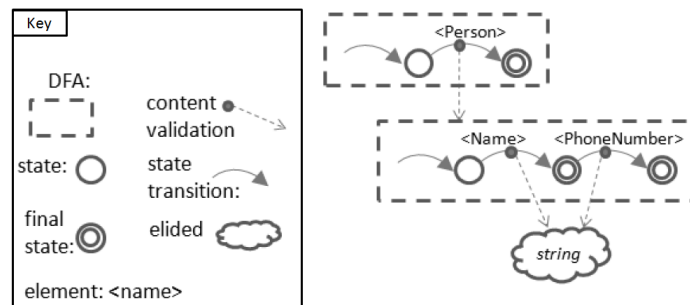 Key
DFA:
content
validation
state:
state
transition:
final
state:
elided
element: <name>
<Person>
<Name>
<PhoneNumber>
string